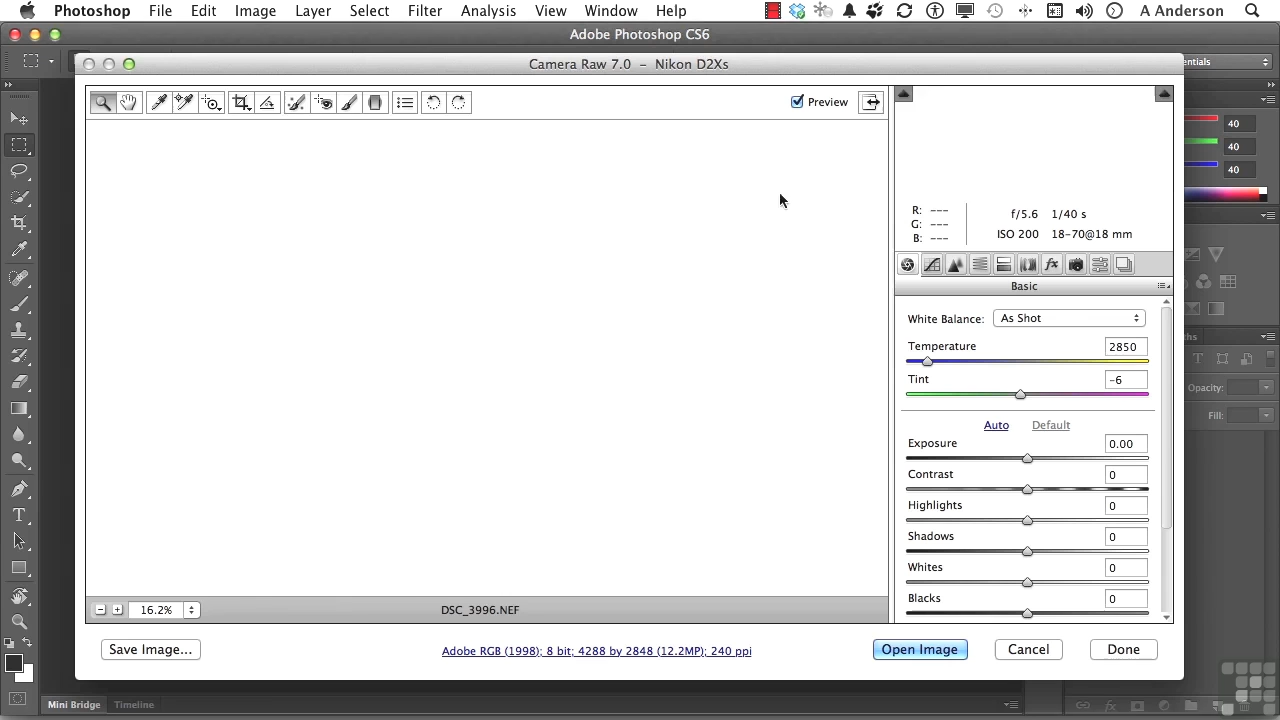 Photoshop File Edit Image Layer Select Filter Analysis View Window Help A Anderson
Adobe Photoshop CS6
entials
Camera Raw 7.0 - Nikon D2Xs
Preview
40
40
40
R: ---
G: ---
B: ---
f/5.6 1/40 s
ISO 200 18-70@18 mm
Basic
White Balance: As Shot
Temperature 2850
Tint -6
Auto Default
Exposure 0.00
Contrast 0
Highlights 0
Shadows 0
Whites 0
Blacks 0
ths
Opacity:
Fill:
16.2% DSC_3996.NEF
Save Image... Adobe RGB (1998); 8 bit; 4288 by 2848 (12.2MP); 240 ppi Open Image Cancel Done
Mini Bridge Timeline